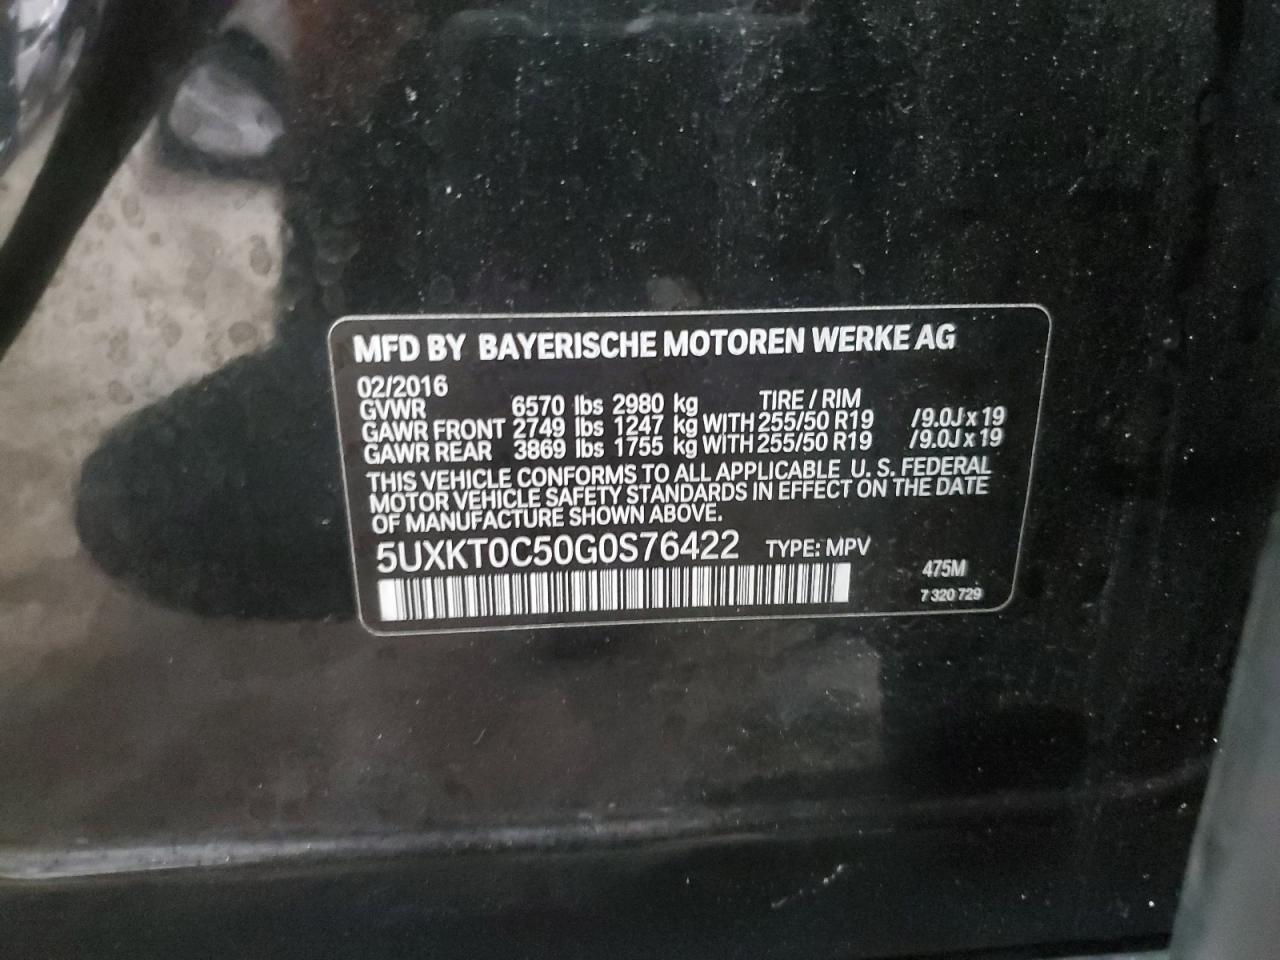 MFD BY BAYERISCHE MOTOREN WERKE AG
02/2016 TIRE / RIM
GVWR 6570 lbs 2980 kg
GAWR FRONT 2749 lbs 1247 kg WITH 255/50 R19 /9.0J x 19
GAWR REAR 3869 lbs 1755 kg WITH 255/50 R19 /9.0J x 19
THIS VEHICLE CONFORMS TO ALL APPLICABLE U. S. FEDERAL
MOTOR VEHICLE SAFETY STANDARDS IN EFFECT ON THE DATE
OF MANUFACTURE SHOWN ABOVE.
5UXKT0C50G0S76422 TYPE: MPV
475M
7 320 729